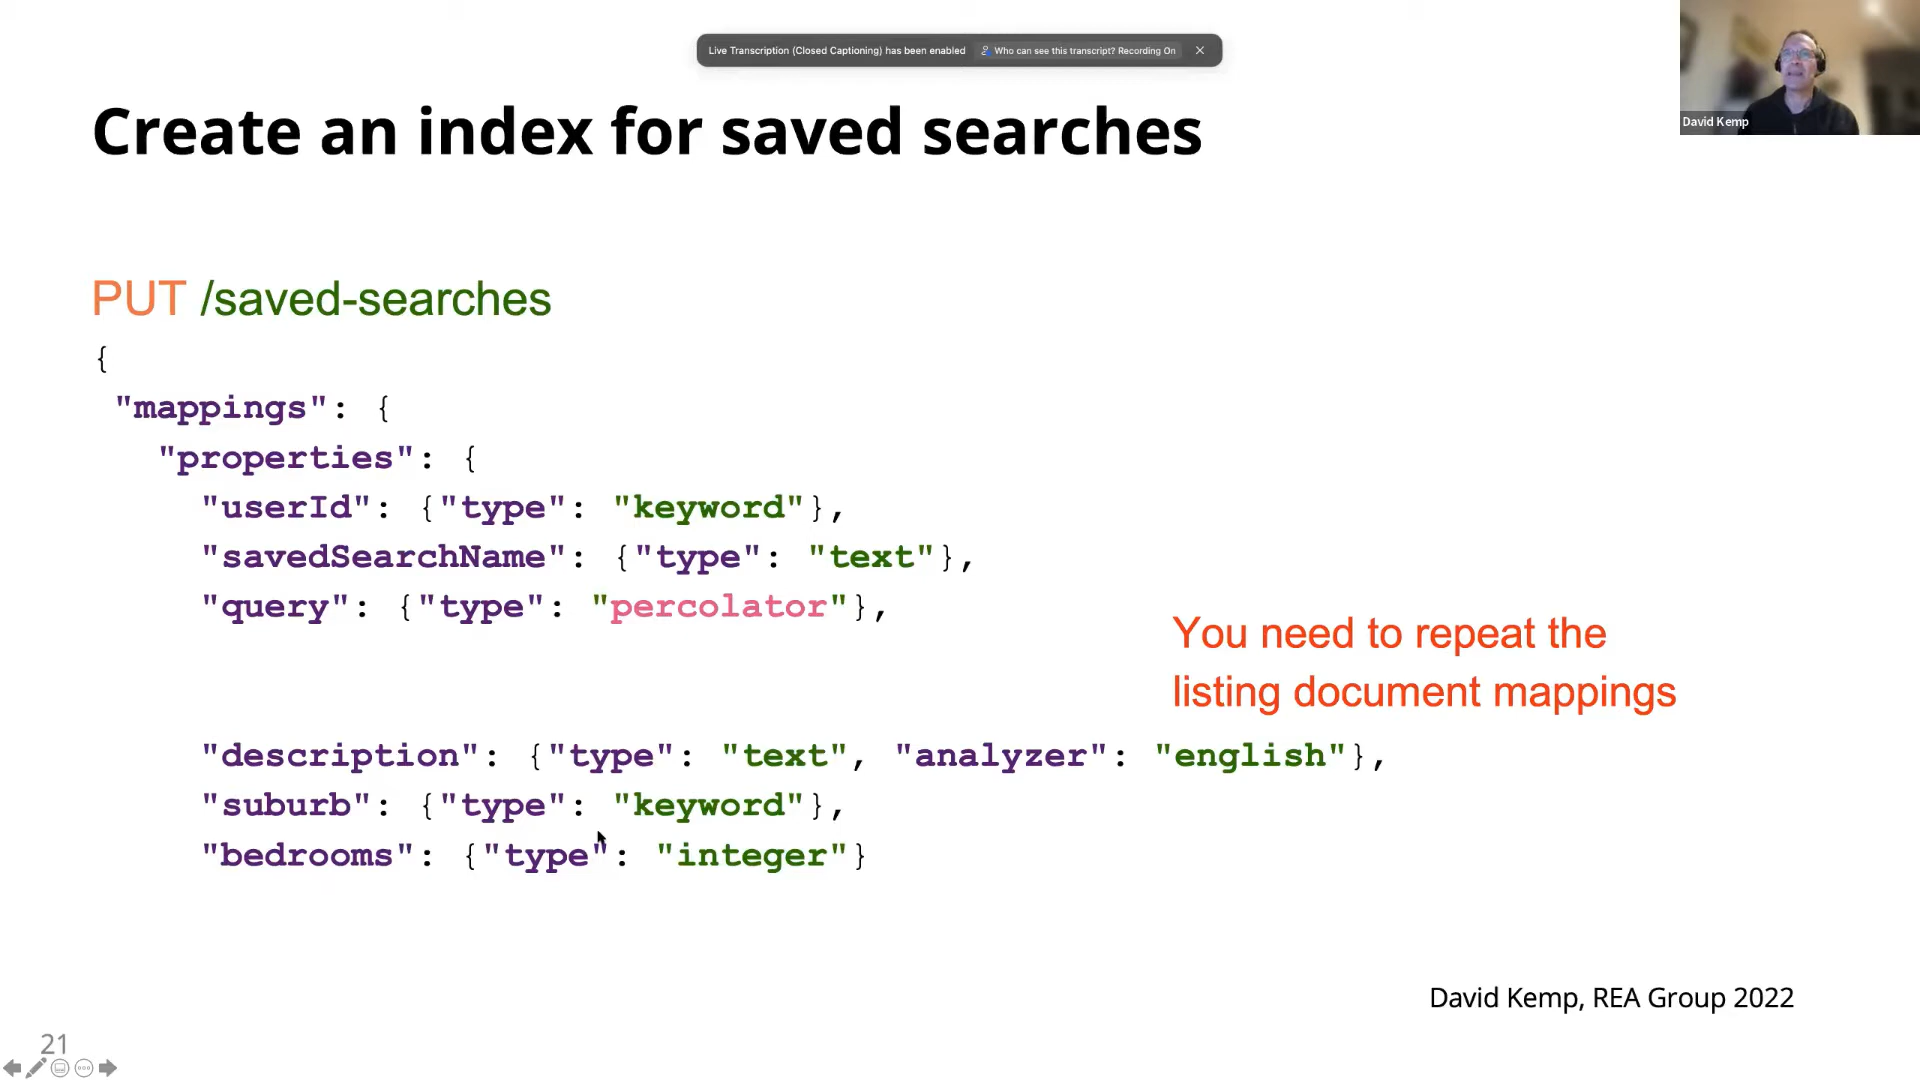 Live Transcription (Closed Captioning) has been enabled Who can see this transcript? Recording On
David Kemp
Create an index for saved searches
PUT /saved-searches
{
"mappings": {
"properties": {
"userId": {"type": "keyword"},
"savedSearchName": {"type": "text"},
"query": {"type": "percolator"},
You need to repeat the
listing document mappings
"description": {"type": "text", "analyzer": "english"},
"suburb": {"type": "keyword"},
"bedrooms": {"type": "integer"}
David Kemp, REA Group 2022
21